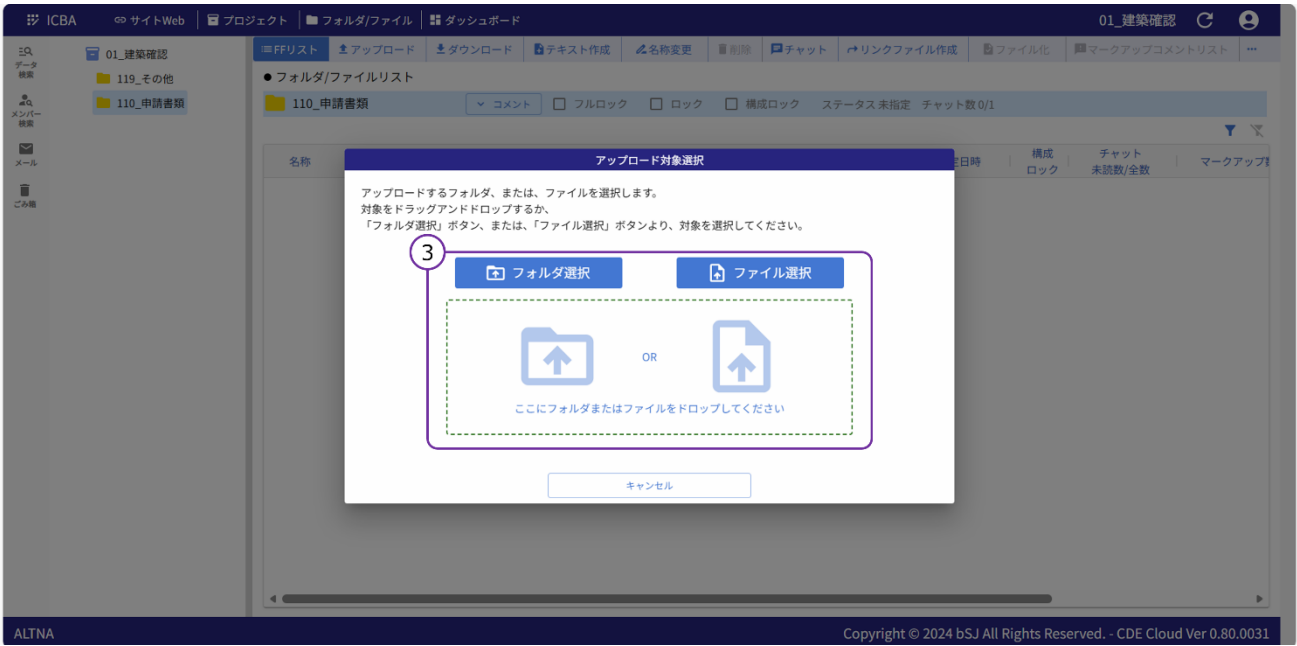 ICBA サイトWeb プロジェクト フォルダ/ファイル ダッシュボード 01_建築確認
データ
検索
メンバー
検索
メール
ごみ箱
01_建築確認
119_その他
110_申請書類
FFリスト アップロード ダウンロード テキスト作成 名称変更 削除 チャット リンクファイル作成 ファイル化 マークアップコメントリスト ...
●フォルダ/ファイルリスト
110_申請書類 コメント フルロック ロック 構成ロック ステータス 未指定 チャット数 0/1
名称 定日時 構成 チャット マークアップ数
ロック 未読数/全数
アップロード対象選択
アップロードするフォルダ、または、ファイルを選択します。
対象をドラッグアンドドロップするか、
「フォルダ選択」ボタン、または、「ファイル選択」ボタンより、対象を選択してください。
3
フォルダ選択 ファイル選択
OR
ここにフォルダまたはファイルをドロップしてください
キャンセル
ALTNA Copyright © 2024 bSJ All Rights Reserved. - CDE Cloud Ver 0.80.0031